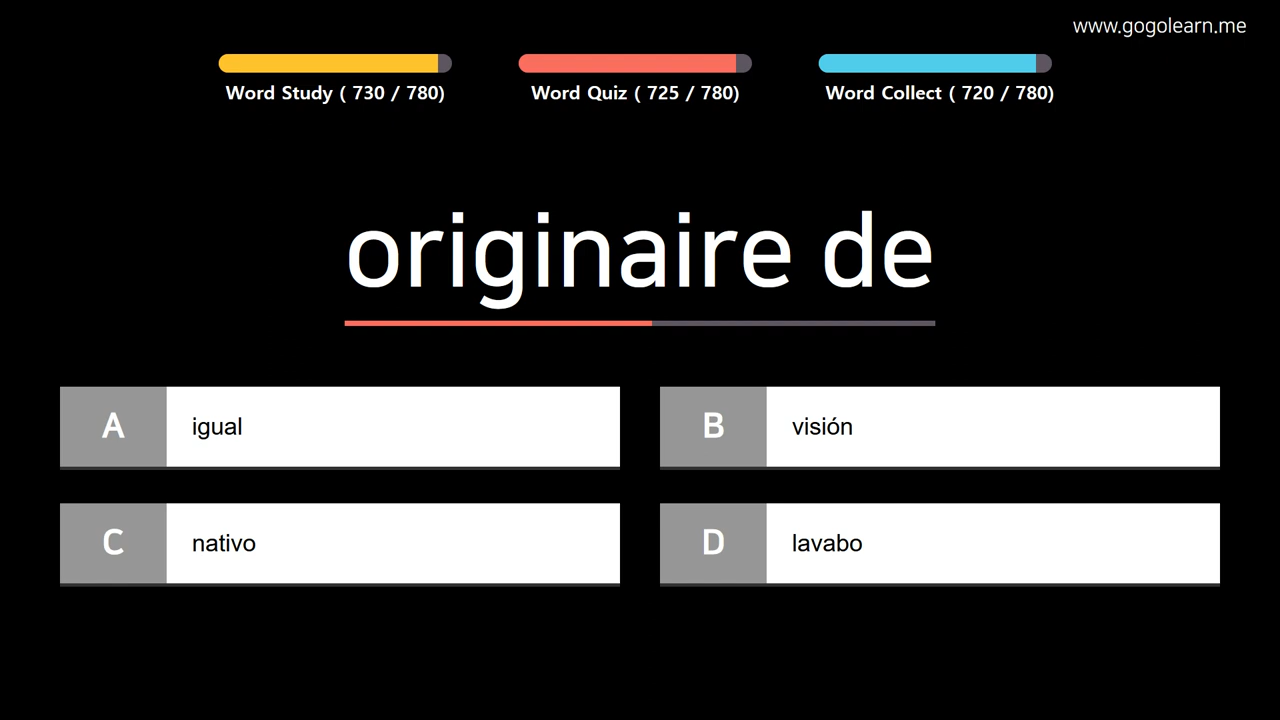 www.gogolearn.me
Word Study ( 730 / 780)
Word Quiz ( 725 / 780)
Word Collect ( 720 / 780)
originaire de
A igual
B visión
C nativo
D lavabo